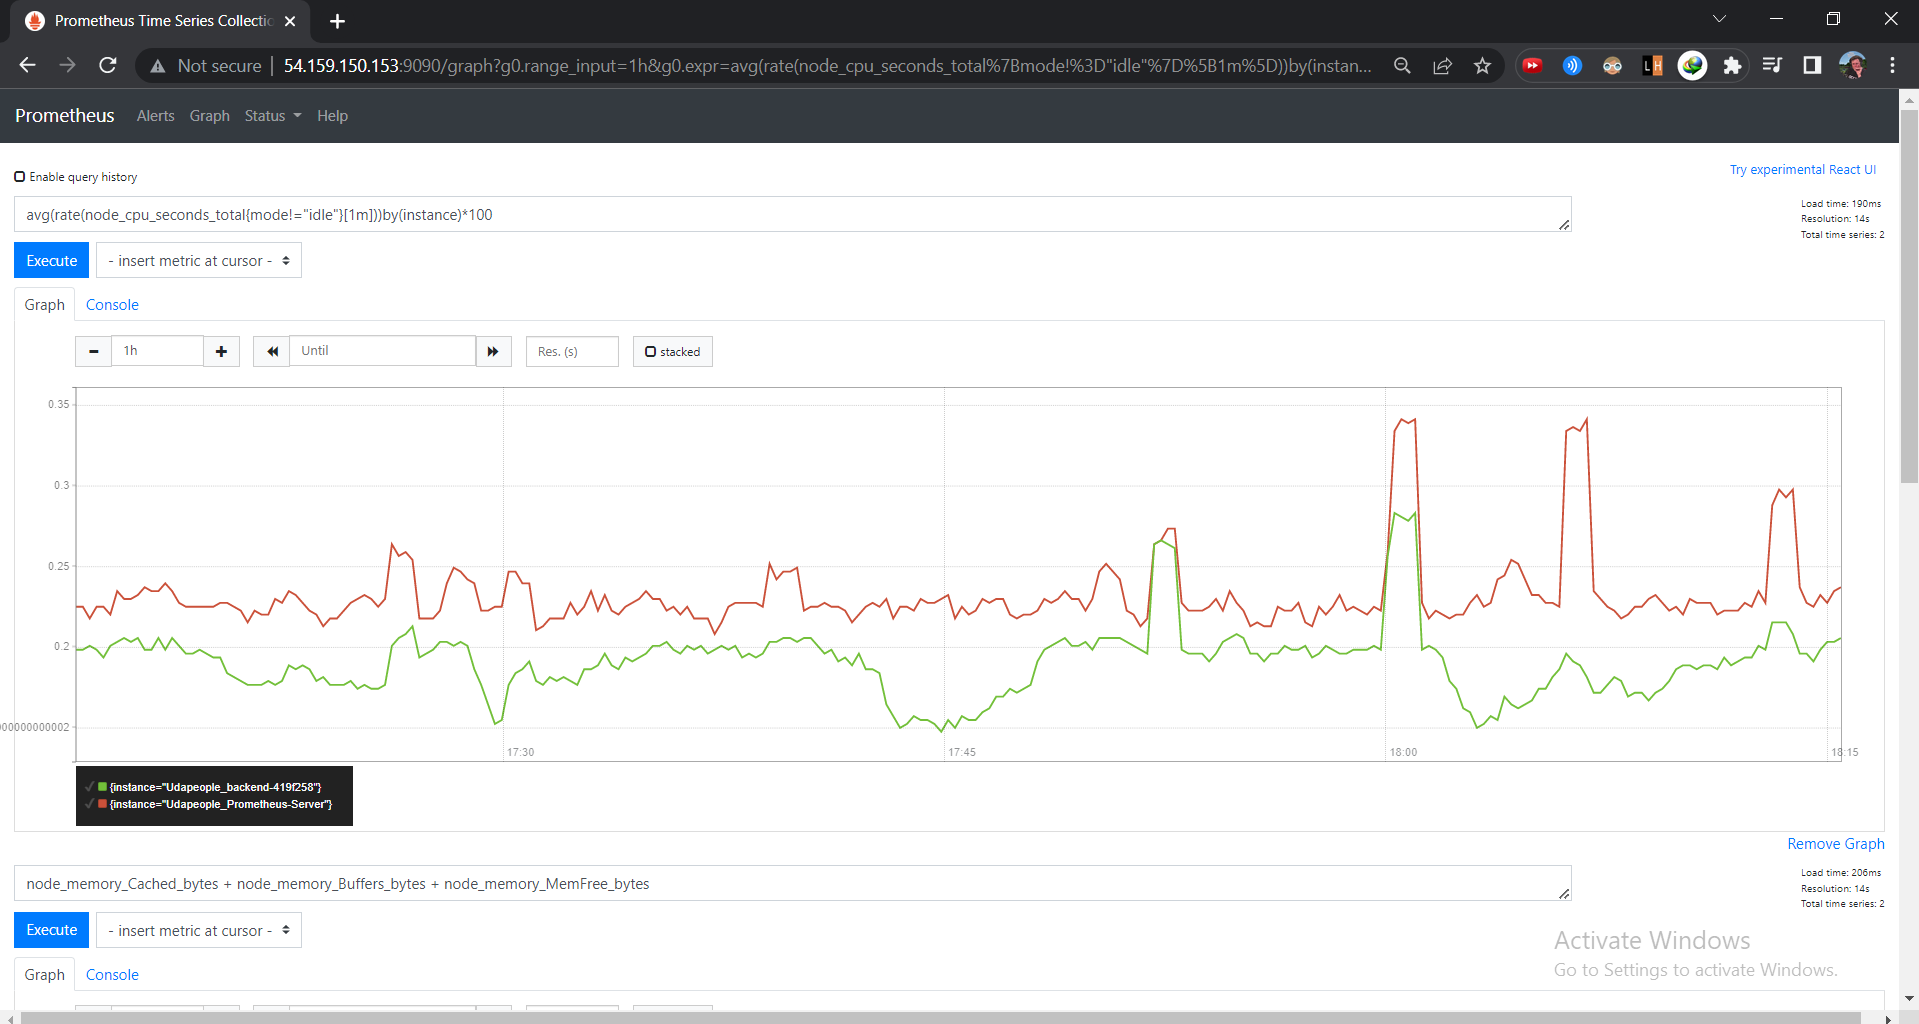 Prometheus Time Series Collectio
Not secure | 54.159.150.153:9090/graph?g0.range_input=1h&g0.expr=avg(rate(node_cpu_seconds_total%7Bmode!%3D"idle"%7D%5B1m%5D))by(instan...
LH
Prometheus Alerts Graph Status Help
Enable query history
Try experimental React UI
avg(rate(node_cpu_seconds_total{mode!="idle"}[1m]))by(instance)*100
Load time: 190ms
Resolution: 14s
Total time series: 2
Execute - insert metric at cursor -
Graph Console
1h Until Res. (s) stacked
0.35
0.3
0.25
0.2
000000000002
17:30 17:45 18:00 18:15
{instance="Udapeople_backend-419f258"}
{instance="Udapeople_Prometheus-Server"}
Remove Graph
node_memory_Cached_bytes + node_memory_Buffers_bytes + node_memory_MemFree_bytes
Load time: 206ms
Resolution: 14s
Total time series: 2
Execute - insert metric at cursor -
Graph Console
Activate Windows
Go to Settings to activate Windows.